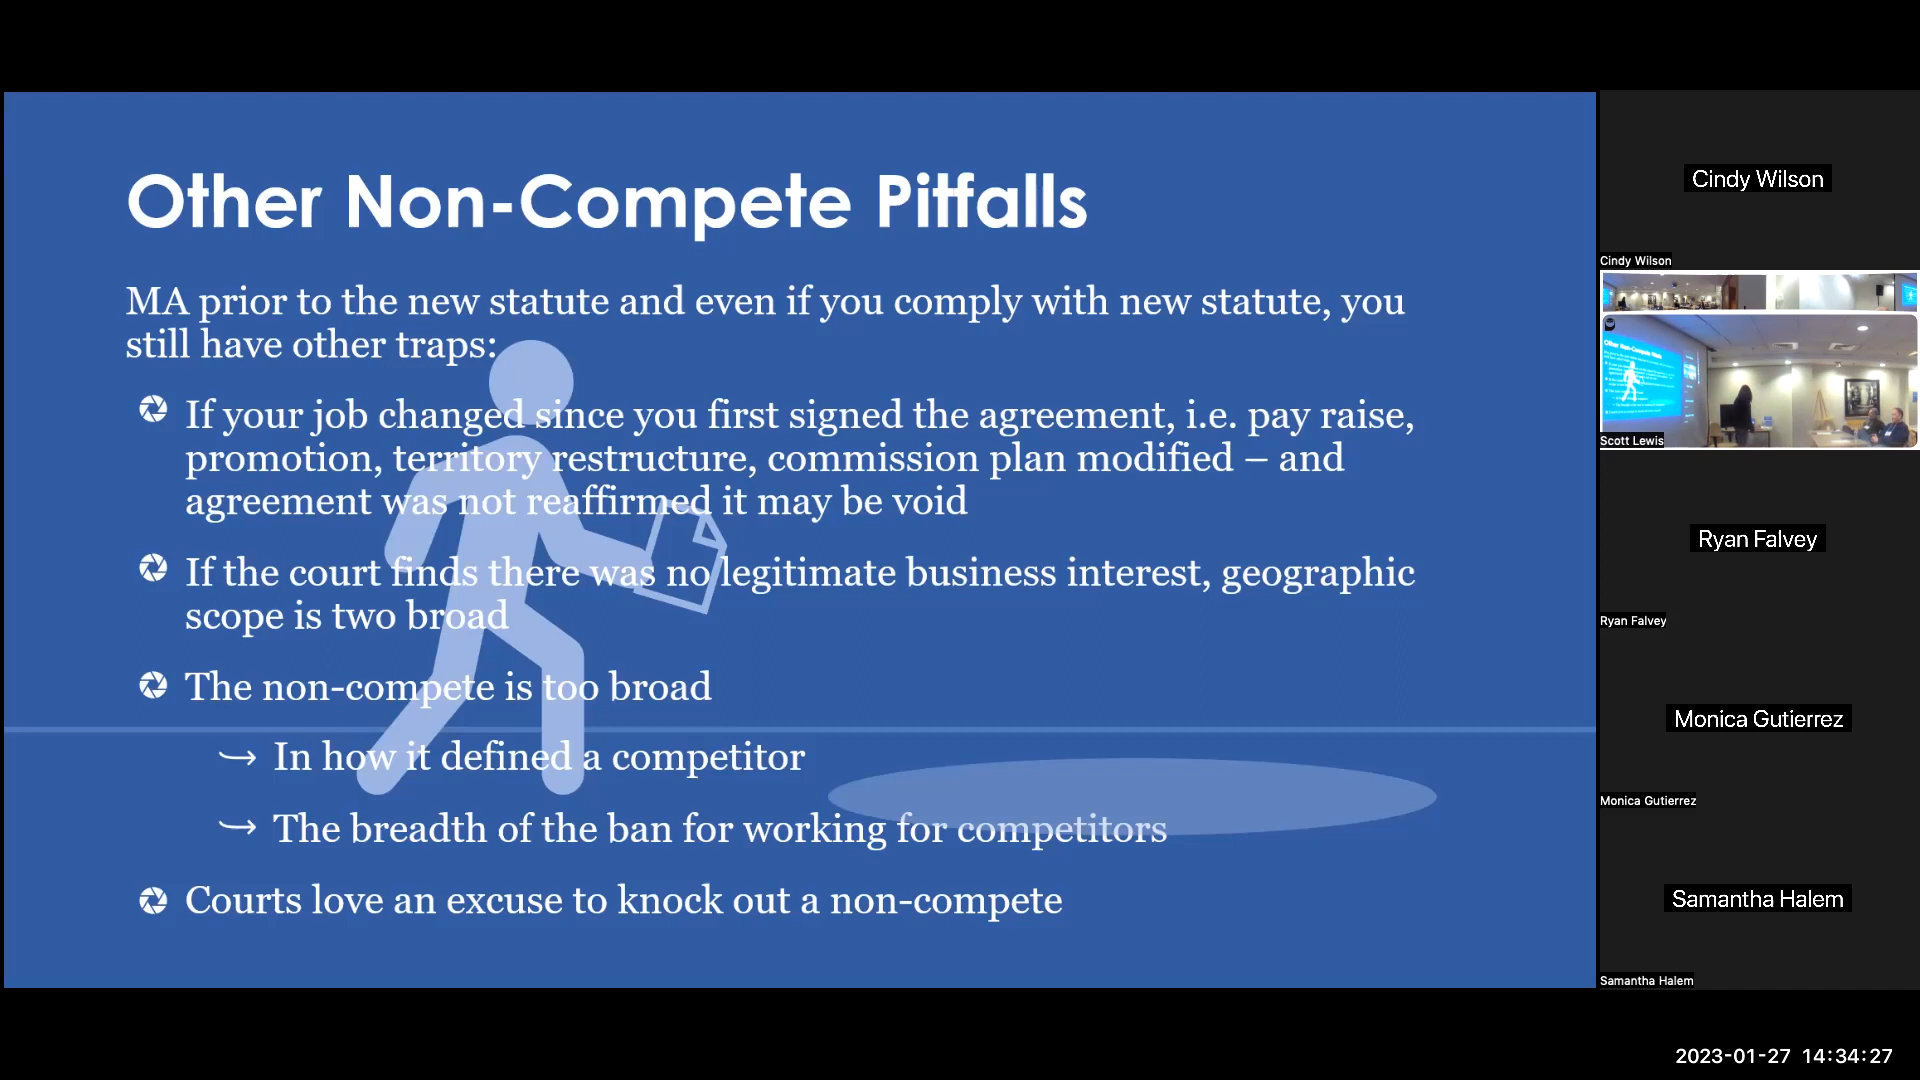 Other Non-Compete Pitfalls
MA prior to the new statute and even if you comply with new statute, you
still have other traps:
If your job changed since you first signed the agreement, i.e. pay raise,
promotion, territory restructure, commission plan modified – and
agreement was not reaffirmed it may be void
If the court finds there was no legitimate business interest, geographic
scope is two broad
The non-compete is too broad
In how it defined a competitor
The breadth of the ban for working for competitors
Courts love an excuse to knock out a non-compete
Cindy Wilson
Cindy Wilson
Other Non-Compete Pitfalls
Scott Lewis
Ryan Falvey
Ryan Falvey
Monica Gutierrez
Monica Gutierrez
Samantha Halem
Samantha Halem
2023-01-27 14:34:27